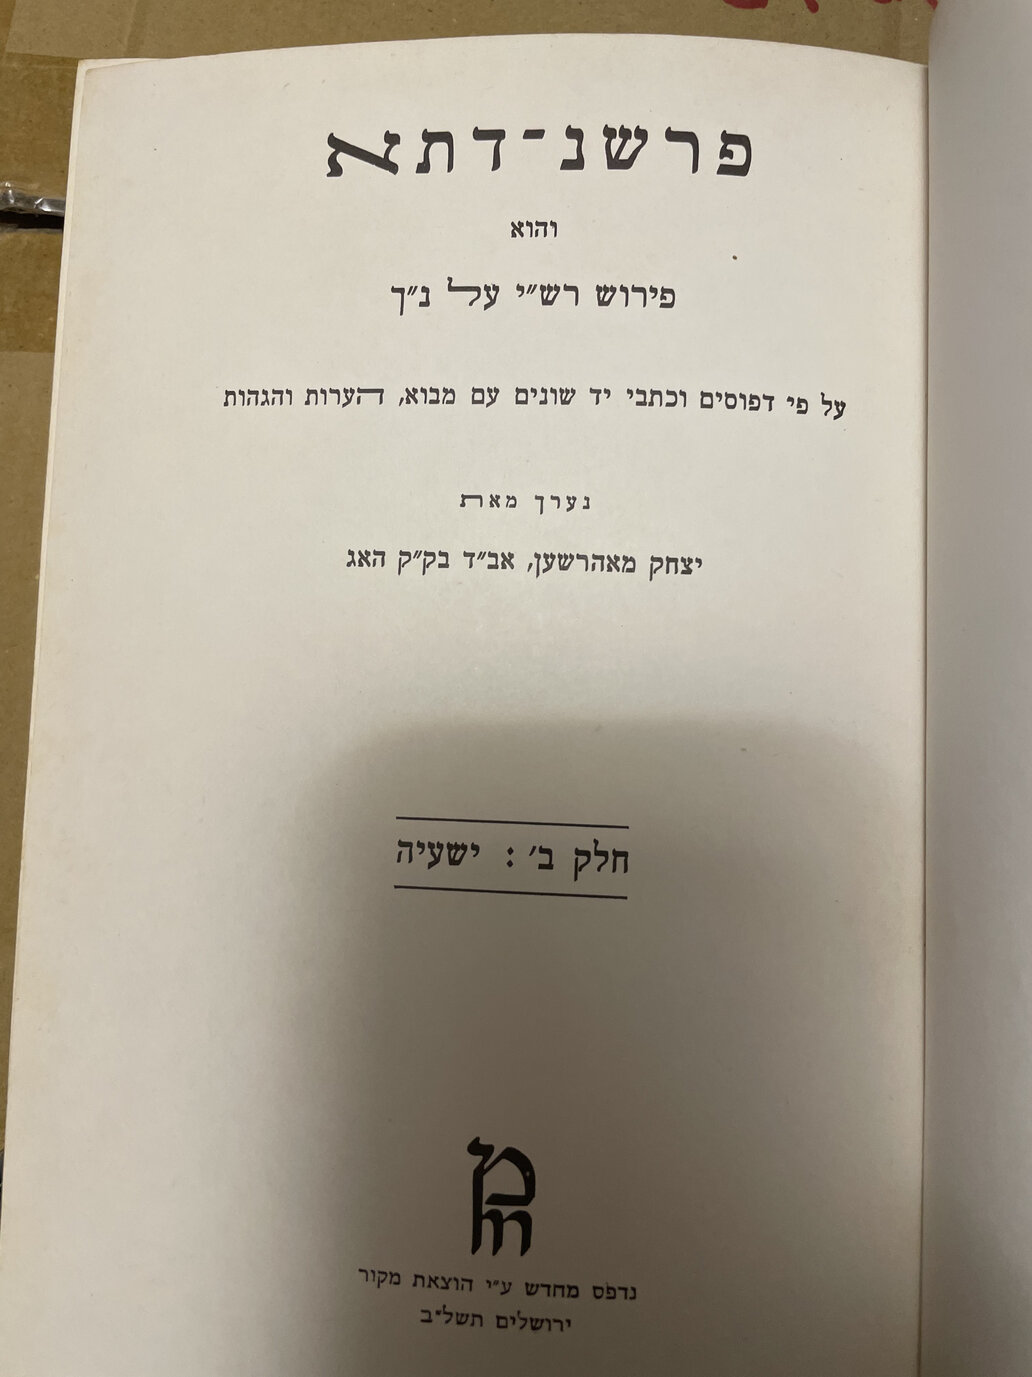 פרשנ־דתא
והוא
פירוש רש״י על נ״ך
על פי דפוסים וכתבי יד שונים עם מבוא, הערות והגהות
נערך מאת
יצחק מאהרשען, אב״ד בק״ק האג
חלק ב׳ : ישעיה
נדפס מחדש ע״י הוצאת מקור
ירושלים תשל״ב